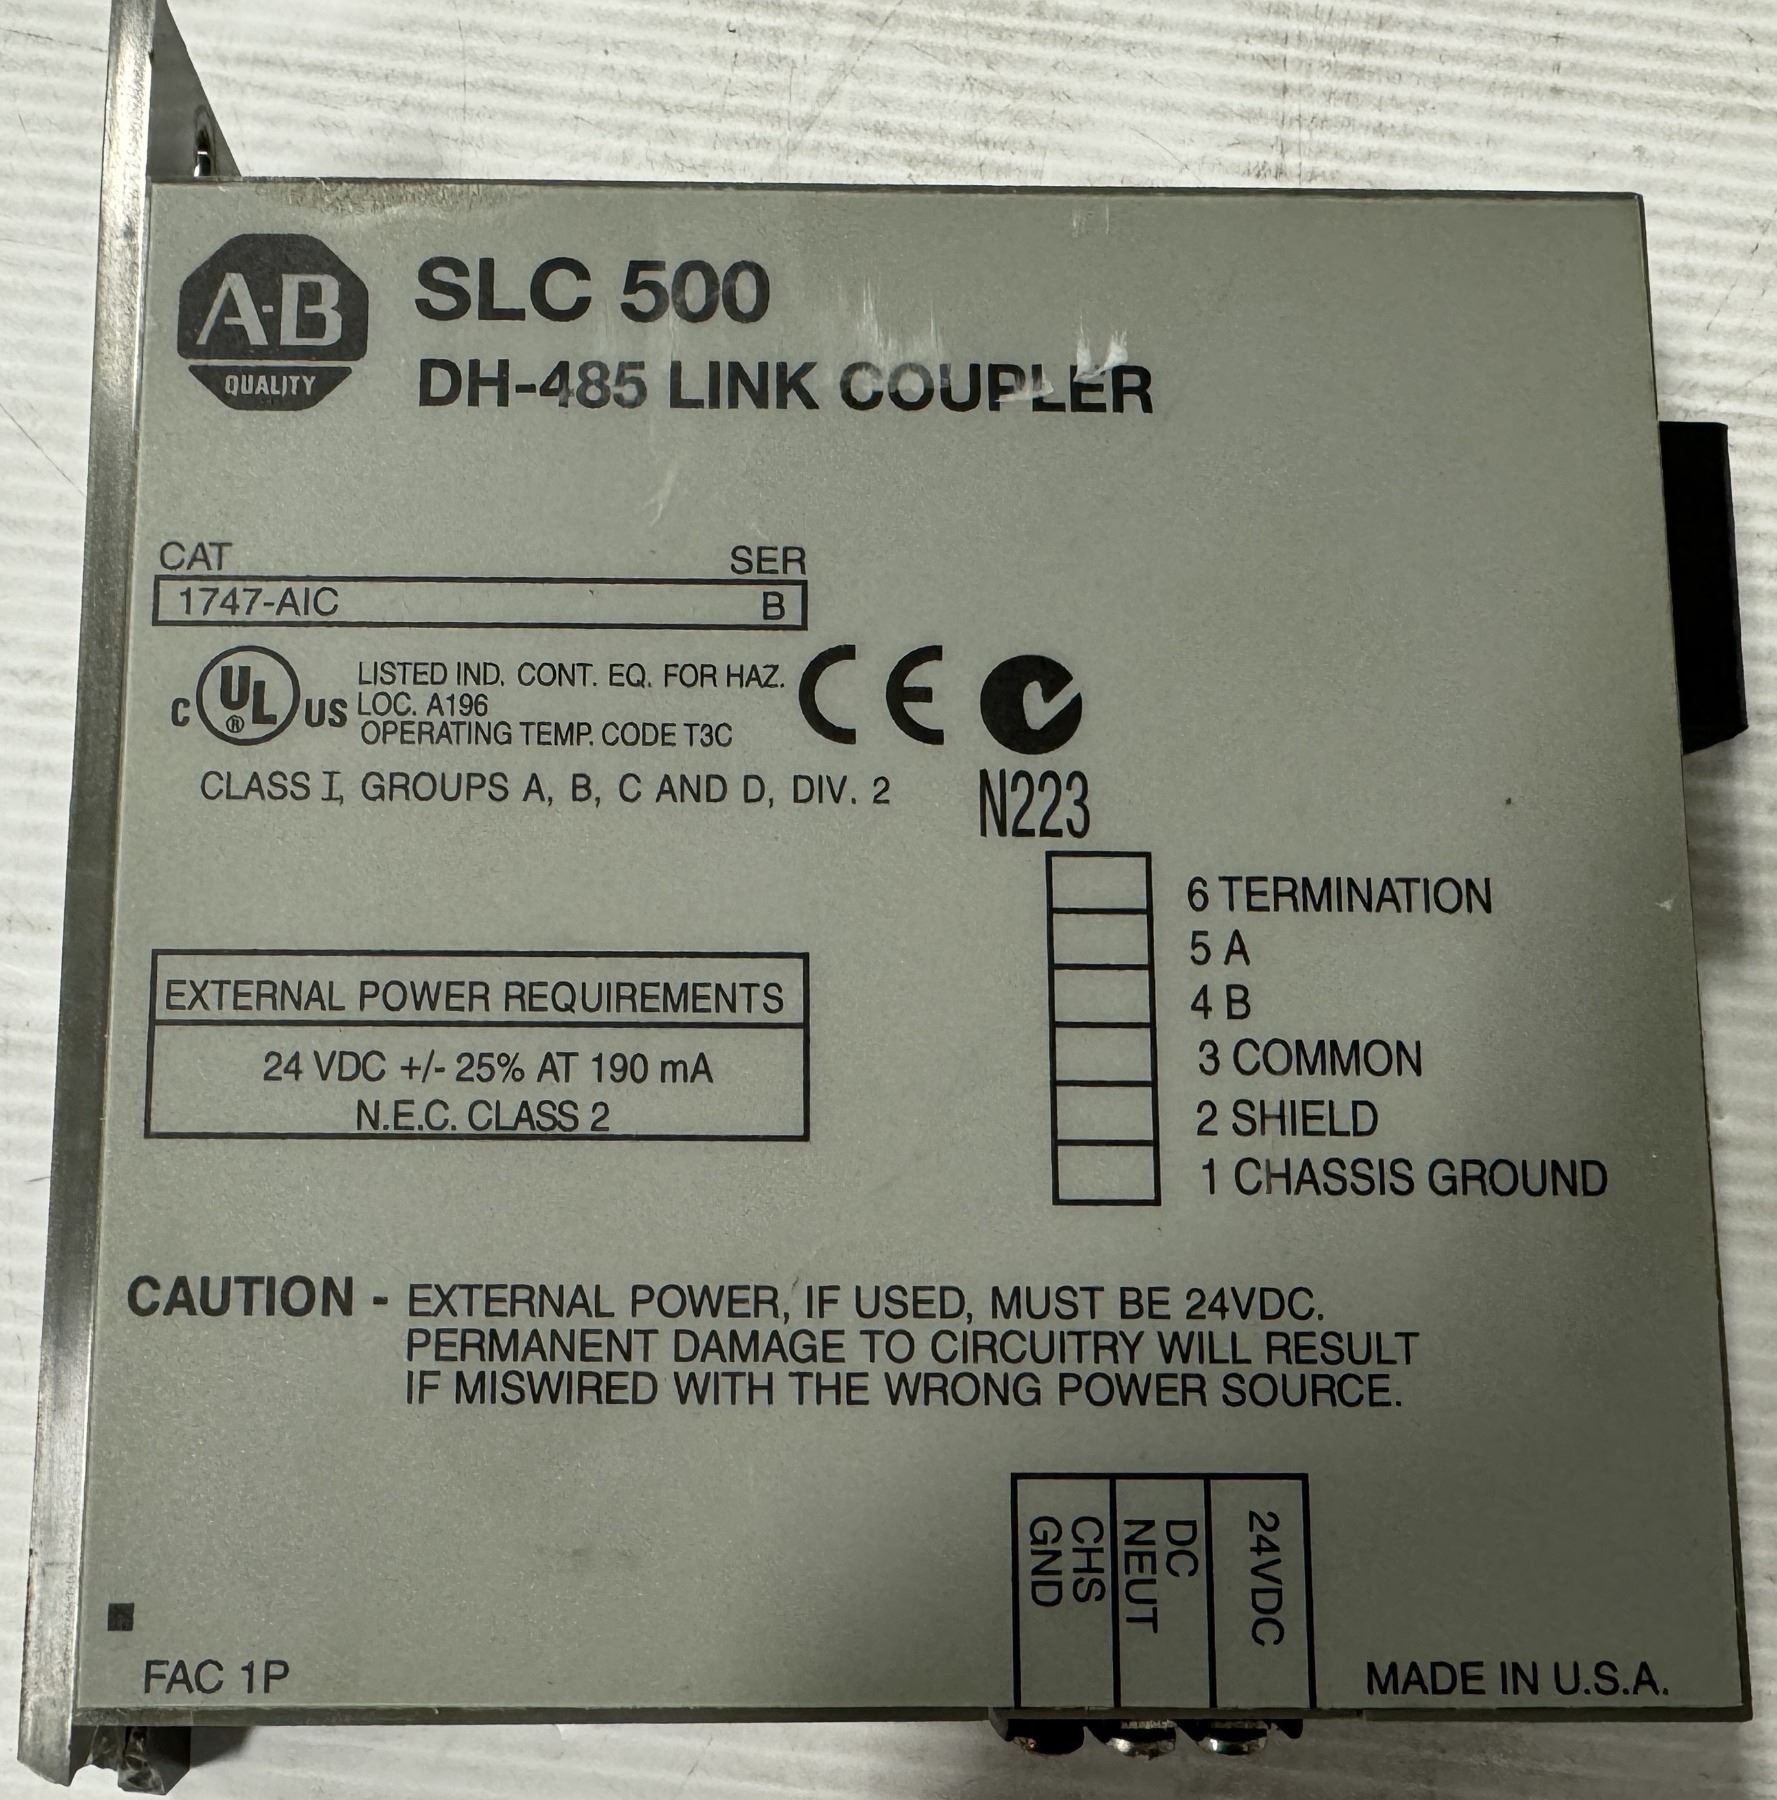 A-B
QUALITY
SLC 500
DH-485 LINK COUPLER
CAT SER
1747-AIC B
C UL ® US
LISTED IND. CONT. EQ. FOR HAZ.
LOC. A196
OPERATING TEMP. CODE T3C
CE
CLASS I, GROUPS A, B, C AND D, DIV. 2
N223
6 TERMINATION
5 A
4 B
3 COMMON
2 SHIELD
1 CHASSIS GROUND
EXTERNAL POWER REQUIREMENTS
24 VDC +/- 25% AT 190 mA
N.E.C. CLASS 2
CAUTION - EXTERNAL POWER, IF USED, MUST BE 24VDC.
PERMANENT DAMAGE TO CIRCUITRY WILL RESULT
IF MISWIRED WITH THE WRONG POWER SOURCE.
CHS
GND
DC
NEUT
24VDC
FAC 1P
MADE IN U.S.A.